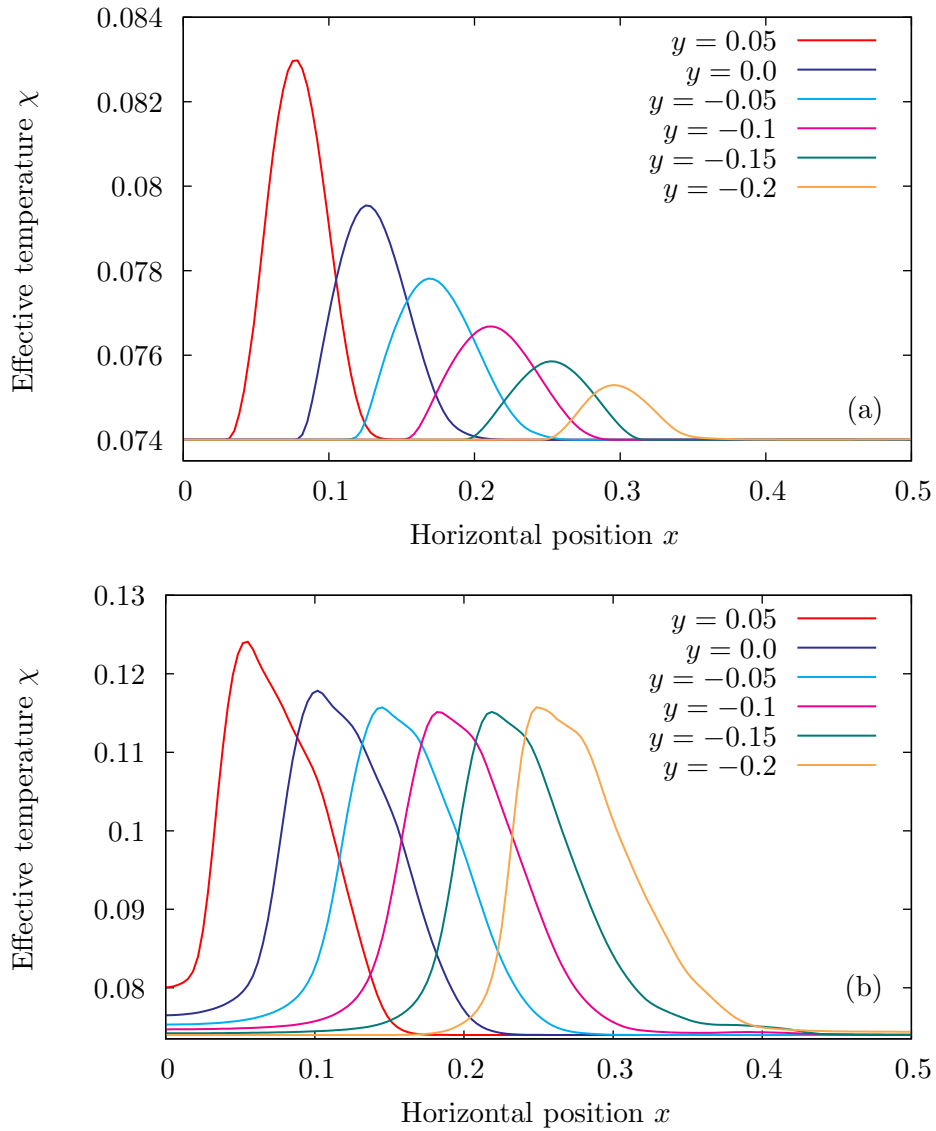 0.084
0.082
0.08
0.078
0.076
0.074
Effective temperature χ
y = 0.05
y = 0.0
y = −0.05
y = −0.1
y = −0.15
y = −0.2
(a)
0 0.1 0.2 0.3 0.4 0.5
Horizontal position x
0.13
0.12
0.11
0.1
0.09
0.08
Effective temperature χ
y = 0.05
y = 0.0
y = −0.05
y = −0.1
y = −0.15
y = −0.2
(b)
0 0.1 0.2 0.3 0.4 0.5
Horizontal position x